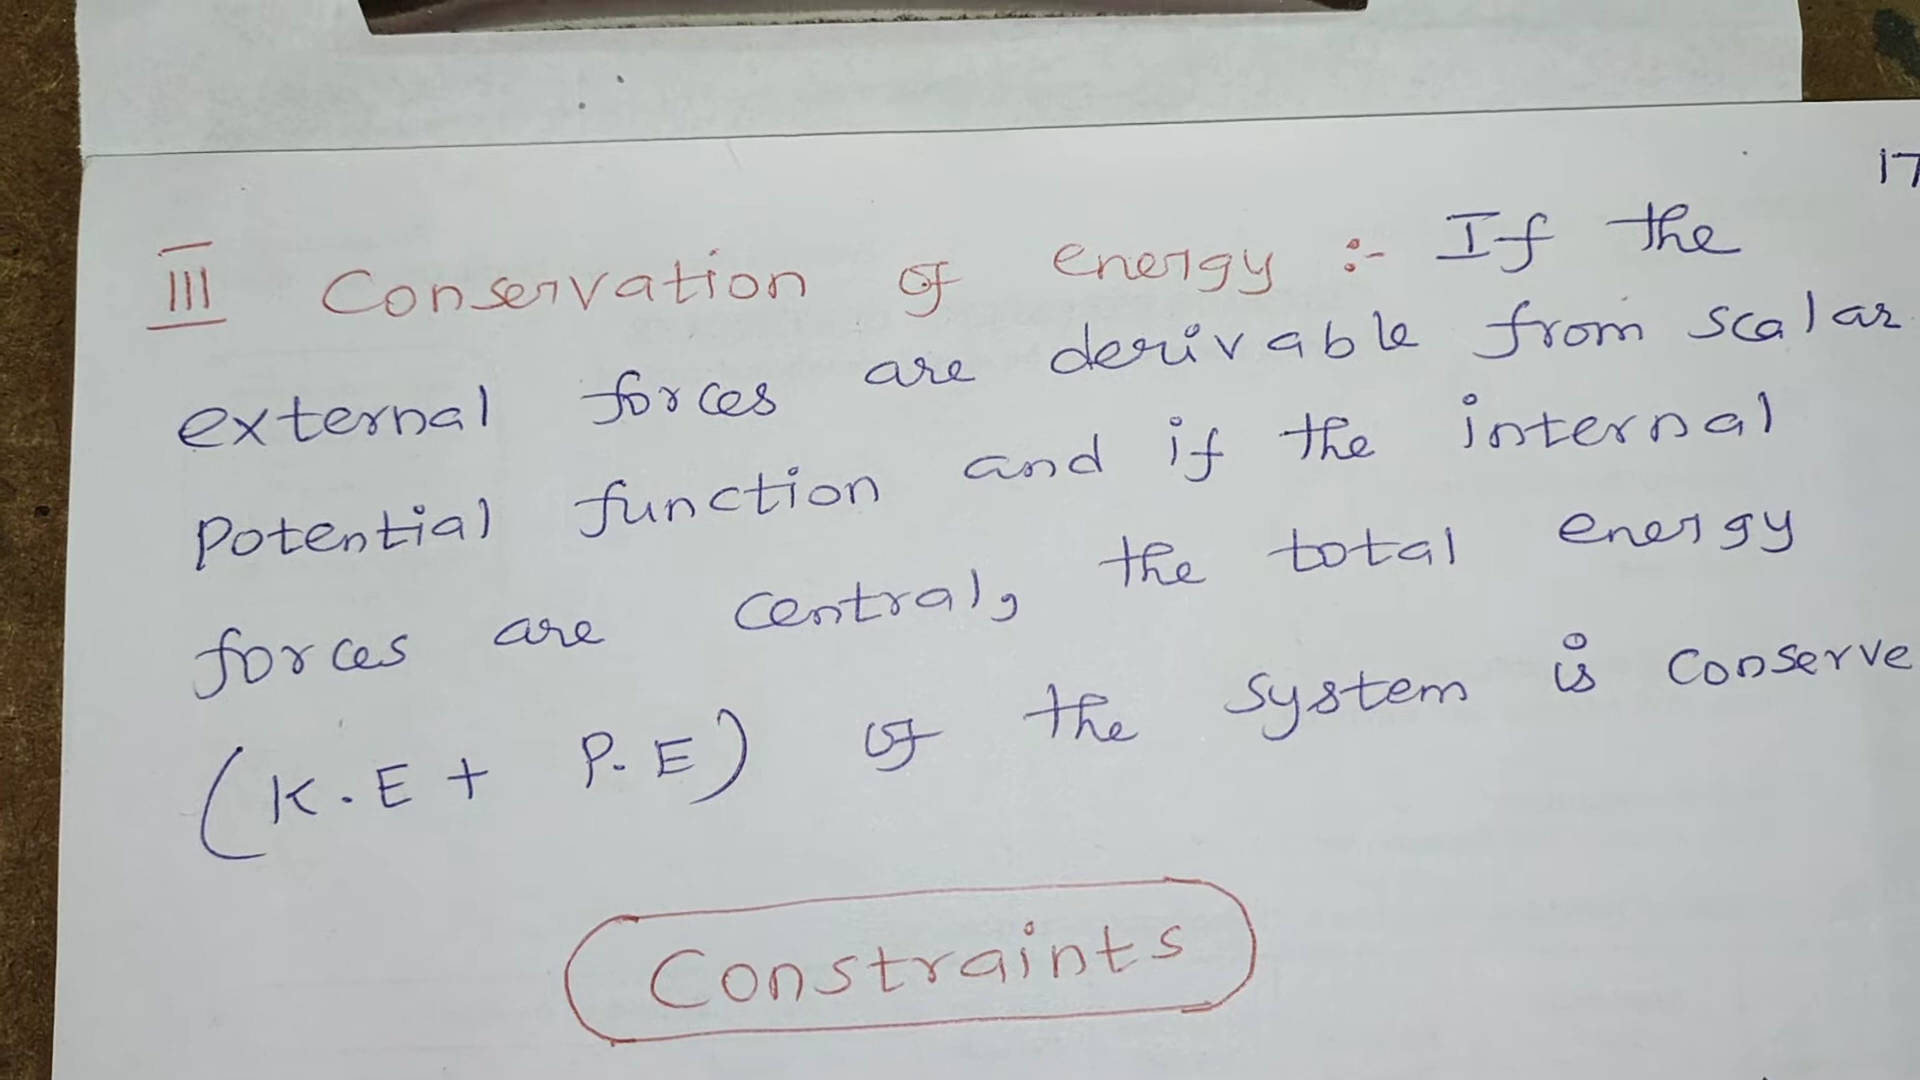 17
III Conservation of energy :- If the
external forces are derivable from scalar
Potential function and if the internal
forces are central, the total energy
(K.E + P.E) of the system is conserve
Constraints